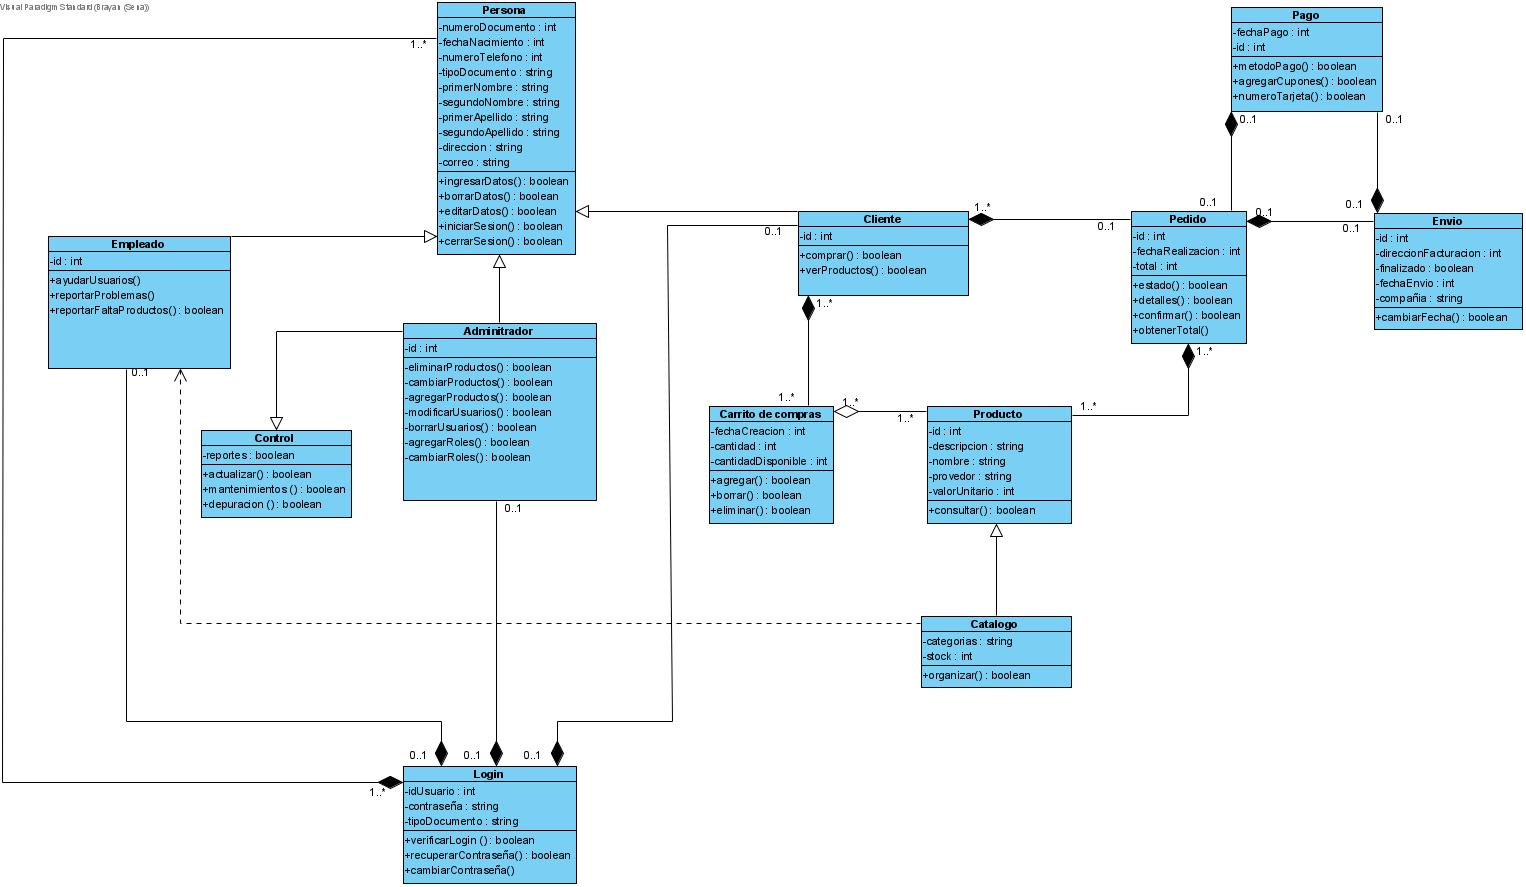 Visual Paradigm Standard (Brayan (Sena))
Persona
-numeroDocumento : int
-fechaNacimiento : int
-numeroTelefono : int
-tipoDocumento : string
-primerNombre : string
-segundoNombre : string
-primerApellido : string
-segundoApellido : string
-direccion : string
-correo : string
+ingresarDatos() : boolean
+borrarDatos() : boolean
+editarDatos() : boolean
+iniciarSesion() : boolean
+cerrarSesion() : boolean
1..*
Pago
-fechaPago : int
-id : int
+metodoPago() : boolean
+agregarCupones() : boolean
+numeroTarjeta() : boolean
0..1
0..1
0..1
0..1
Empleado
-id : int
+ayudarUsuarios()
+reportarProblemas()
+reportarFaltaProductos() : boolean
0..1
Cliente
-id : int
+comprar() : boolean
+verProductos() : boolean
0..1
1..*
0..1
1..*
Pedido
-id : int
-fechaRealizacion : int
-total : int
+estado() : boolean
+detalles() : boolean
+confirmar() : boolean
+obtenerTotal()
0..1
0..1
1..*
Envio
-id : int
-direccionFacturacion : int
-finalizado : boolean
-fechaEnvio : int
-compañia : string
+cambiarFecha() : boolean
Adminitrador
-id : int
-eliminarProductos() : boolean
-cambiarProductos() : boolean
-agregarProductos() : boolean
-modificarUsuarios() : boolean
-borrarUsuarios() : boolean
-agregarRoles() : boolean
-cambiarRoles() : boolean
0..1
Control
-reportes : boolean
+actualizar() : boolean
+mantenimientos () : boolean
+depuracion () : boolean
1..*
Carrito de compras
-fechaCreacion : int
-cantidad : int
-cantidadDisponible : int
+agregar() : boolean
+borrar() : boolean
+eliminar() : boolean
1..*
1..*
1..*
Producto
-id : int
-descripcion : string
-nombre : string
-provedor : string
-valorUnitario : int
+consultar() : boolean
Catalogo
-categorias : string
-stock : int
+organizar() : boolean
0..1
0..1
0..1
1..*
Login
-idUsuario : int
-contraseña : string
-tipoDocumento : string
+verificarLogin () : boolean
+recuperarContraseña() : boolean
+cambiarContraseña()